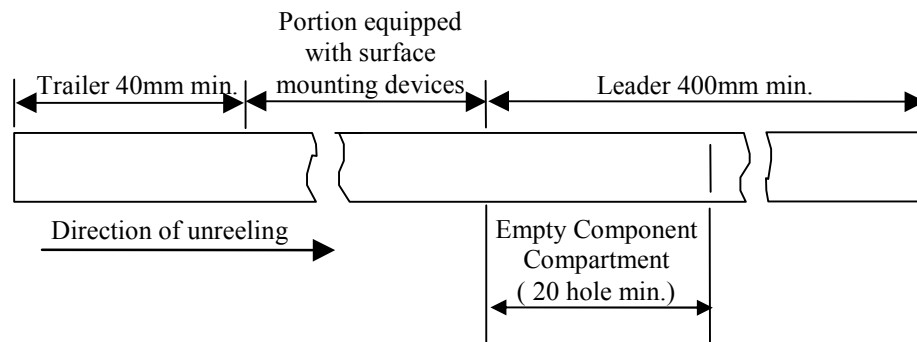 Portion equipped
with surface
mounting devices
Trailer 40mm min.
Leader 400mm min.
Direction of unreeling
Empty Component
Compartment
( 20 hole min.)